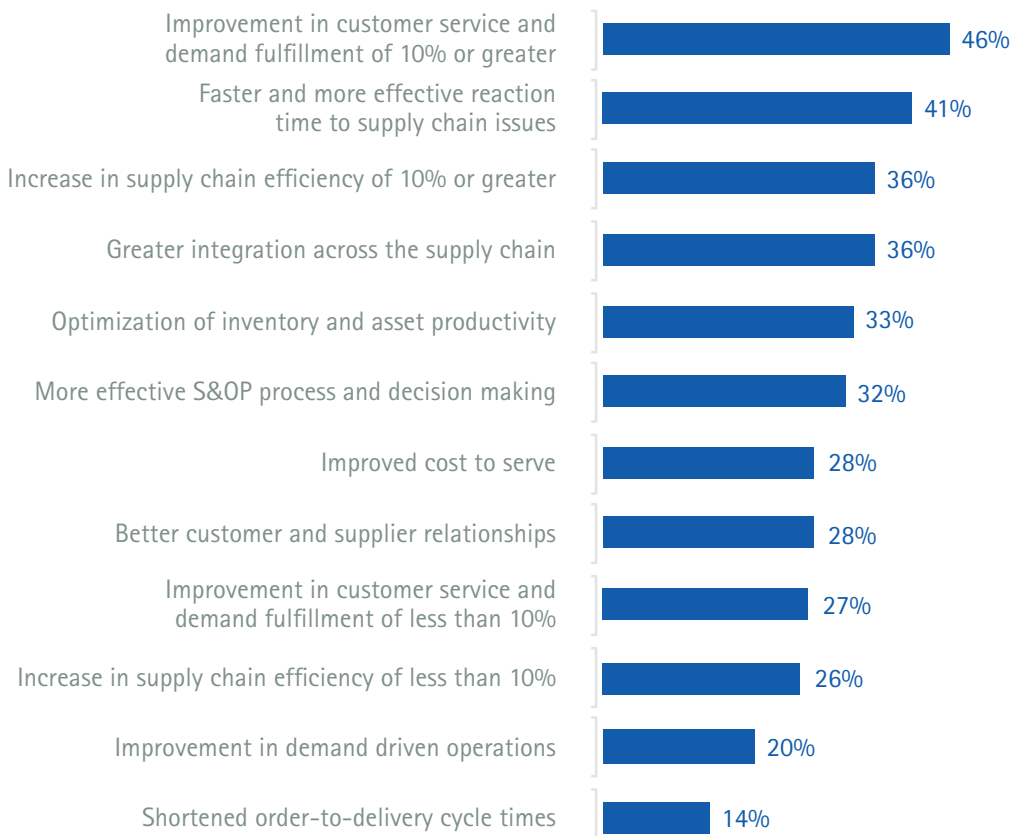 Improvement in customer service and
demand fulfillment of 10% or greater
46%
Faster and more effective reaction
time to supply chain issues
41%
Increase in supply chain efficiency of 10% or greater
36%
Greater integration across the supply chain
36%
Optimization of inventory and asset productivity
33%
More effective S&OP process and decision making
32%
Improved cost to serve
28%
Better customer and supplier relationships
28%
Improvement in customer service and
demand fulfillment of less than 10%
27%
Increase in supply chain efficiency of less than 10%
26%
Improvement in demand driven operations
20%
Shortened order-to-delivery cycle times
14%